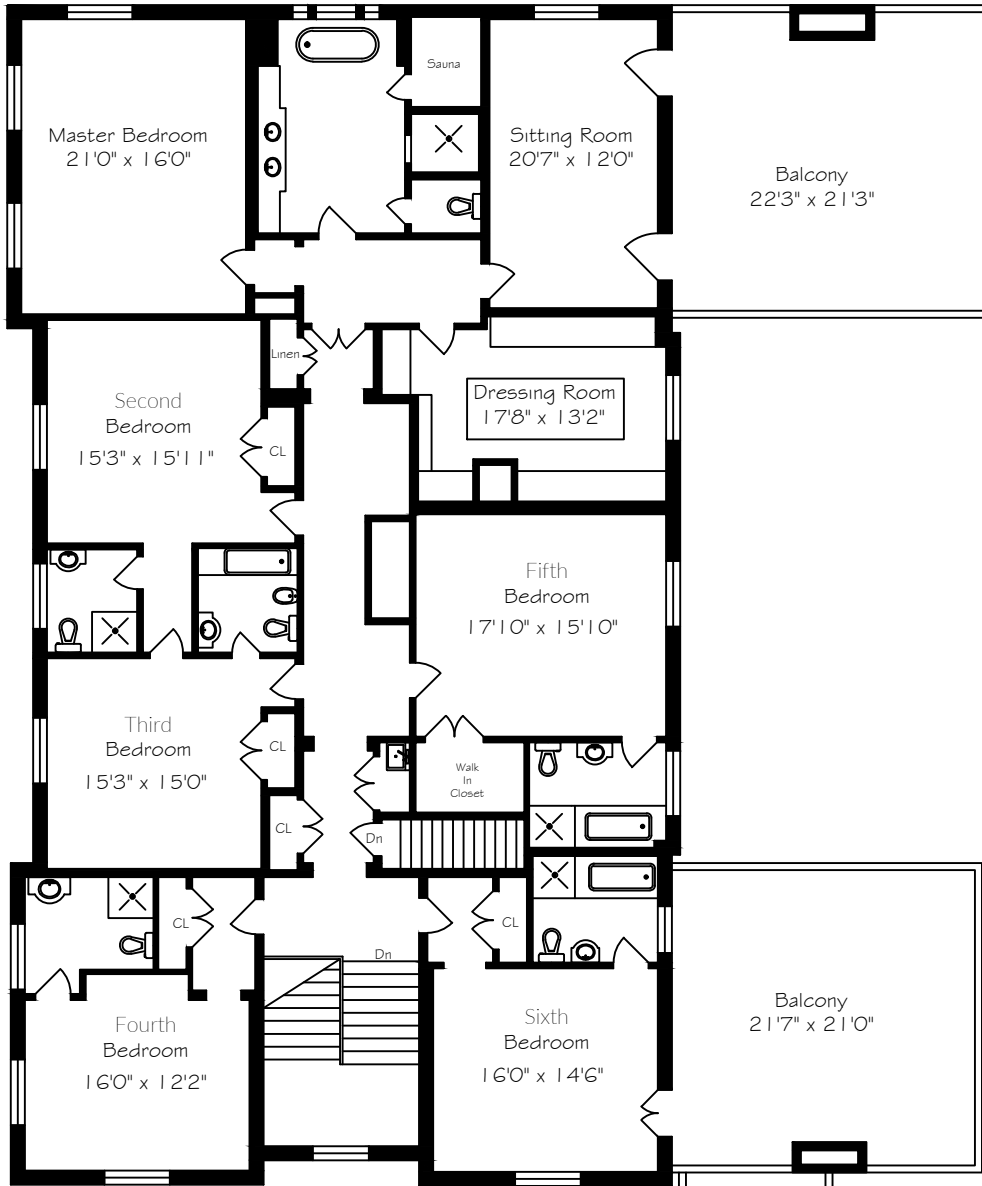 Master Bedroom
21'0" x 16'0"
Sauna
Sitting Room
20'7" x 12'0"
Balcony
22'3" x 21'3"
Linen
Second
Bedroom
15'3" x 15'11"
CL
Dressing Room
17'8" x 13'2"
Fifth
Bedroom
17'10" x 15'10"
Third
Bedroom
15'3" x 15'0"
CL
Walk
In
Closet
CL
Dn
CL
CL
Dn
Fourth
Bedroom
16'0" x 12'2"
Sixth
Bedroom
16'0" x 14'6"
Balcony
21'7" x 21'0"